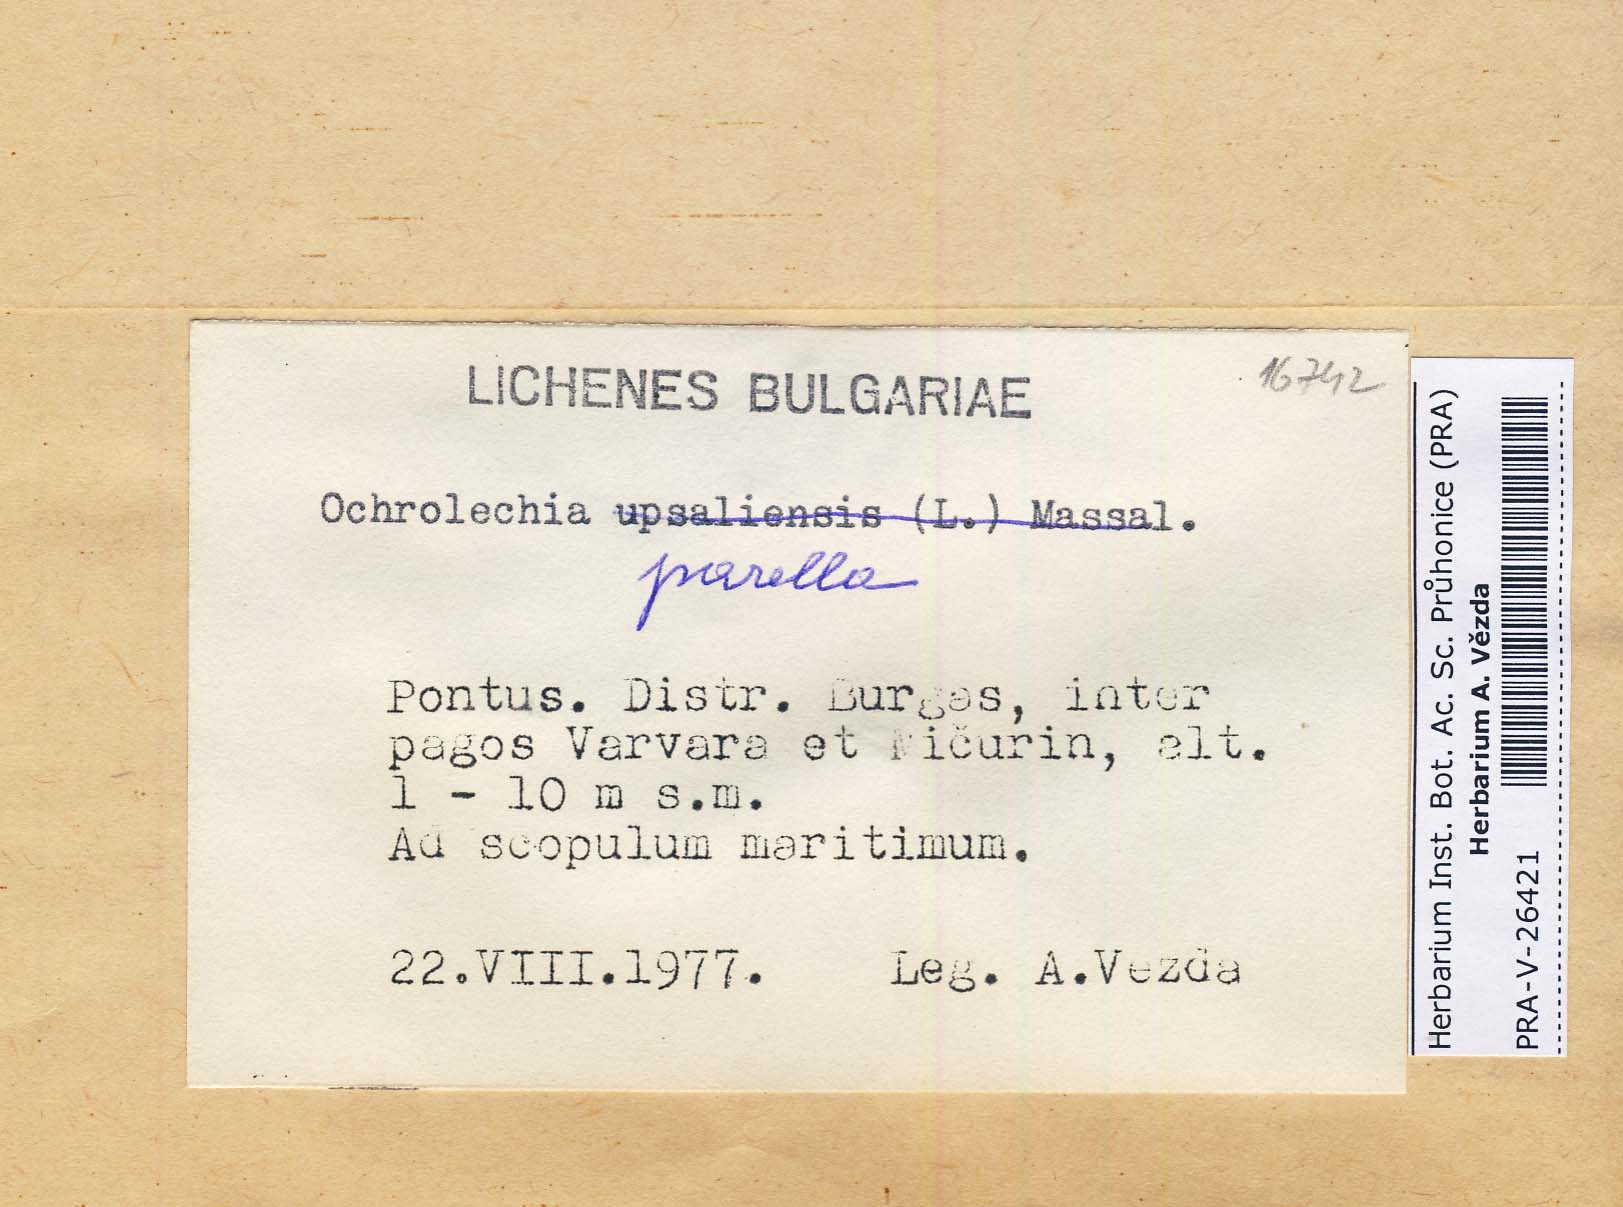 LICHENES BULGARIAE
16742
Ochrolechia upsaliensis (L.) Massal.
parella
Pontus. Distr. Burgas, inter
pagos Varvara et Mičurin, alt.
1 - 10 m s.m.
Ad scopulum maritimum.
22.VIII.1977. Leg. A.Vezda
Herbarium Inst. Bot. Ac. Sc. Průhonice (PRA)
Herbarium A. Vězda
PRA-V-26421